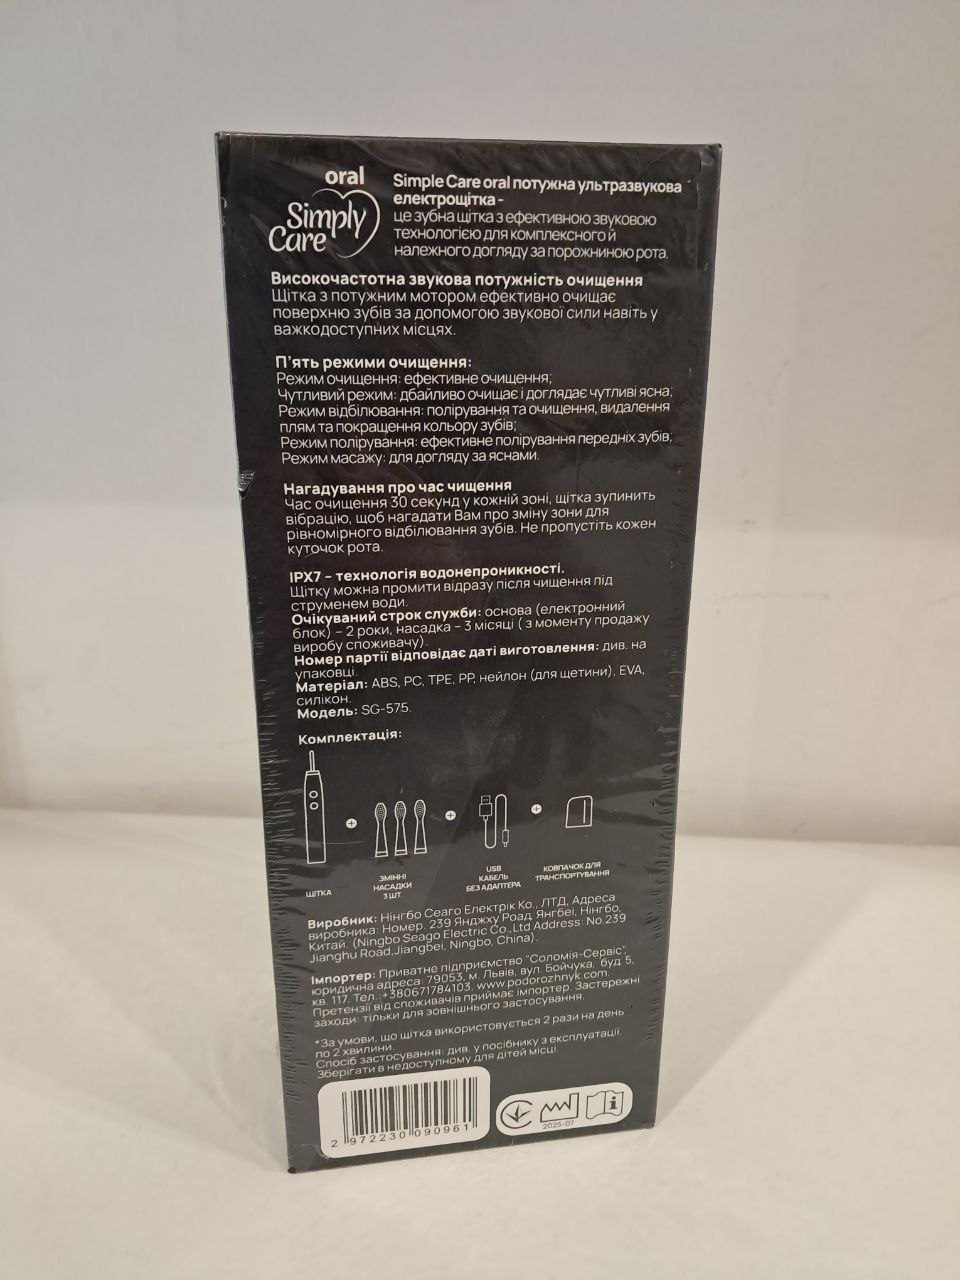 oral
Simply
Care
Simple Care oral потужна ультразвукова
електрощітка -
це зубна щітка з ефективною звуковою
технологією для комплексного й
належного догляду за порожниною рота.
Високочастотна звукова потужність очищення
Щітка з потужним мотором ефективно очищає
поверхню зубів за допомогою звукової сили навіть у
важкодоступних місцях.
П'ять режими очищення:
Режим очищення: ефективне очищення;
Чутливий режим: дбайливо очищає і доглядає чутливі ясна;
Режим відбілювання: полірування та очищення, видалення
плям та покращення кольору зубів;
Режим полірування: ефективне полірування передніх зубів;
Режим масажу: для догляду за яснами.
Нагадування про час чищення
Час очищення 30 секунд у кожній зоні, щітка зупинить
вібрацію, щоб нагадати Вам про зміну зони для
рівномірного відбілювання зубів. Не пропустіть кожен
куточок рота.
IPX7 – технологія водонепроникності.
Щітку можна промити відразу після чищення під
струменем води.
Очікуваний строк служби: основа (електронний
блок) – 2 роки, насадка – 3 місяці ( з моменту продажу
виробу споживачу).
Номер партії відповідає даті виготовлення: див. на
упаковці.
Матеріал: ABS, PC, TPE, PP, нейлон (для щетини), EVA,
силікон.
Модель: SG-575.
Комплектація:
ЩІТКА
ЗМІННІ
НАСАДКИ
3 ШТ.
USB
КАБЕЛЬ
БЕЗ АДАПТЕРА
КОВПАЧОК ДЛЯ
ТРАНСПОРТУВАННЯ
Виробник: Нінгбо Сеаго Електрік Ко., ЛТД, Адреса
виробника: Номер. 239 Янджху Роад, Янгбеі, Нінгбо,
Китай. (Ningbo Seago Electric Co.,Ltd Address: No.239
Jianghu Road,Jiangbei, Ningbo, China).
Імпортер: Приватне підприємство "Соломія-Сервіс",
юридична адреса: 79053, м. Львів, вул. Бойчука, буд. 5,
кв. 117. Тел.:+380671784103, www.podorozhnyk.com.
Претензії від споживачів приймає імпортер. Застережні
заходи: тільки для зовнішнього застосування.
*За умови, що щітка використовується 2 рази на день
по 2 хвилини.
Спосіб застосування: див. у посібнику з експлуатації.
Зберігати в недоступному для дітей місці.
2 972230 090961
2025-07